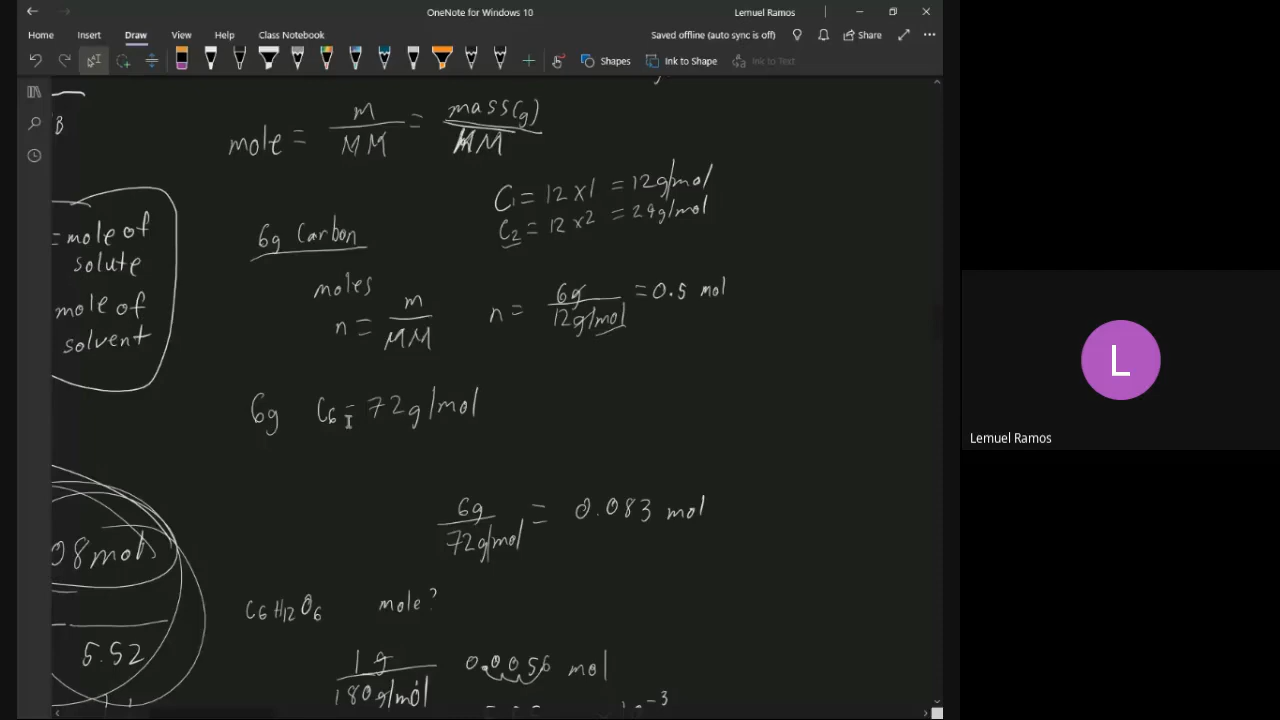 OneNote for Windows 10
Lemuel Ramos
Home Insert Draw View Help Class Notebook
Saved offline (auto sync is off)
Share
Shapes
Ink to Shape
Ink to Text
B
mole = m/MM = mass(g)/MM
C1 = 12 x 1 = 12g/mol
C2 = 12 x 2 = 24g/mol
= mole of
solute
mole of
solvent
6g Carbon
moles
n = m/MM
n = 6g/12g/mol = 0.5 mol
6g C6 = 72g/mol
6g/72g/mol = 0.083 mol
08 mols
5.52
C6H12O6 mole?
1g/180g/mol 0.0056 mol
-3
L
Lemuel Ramos